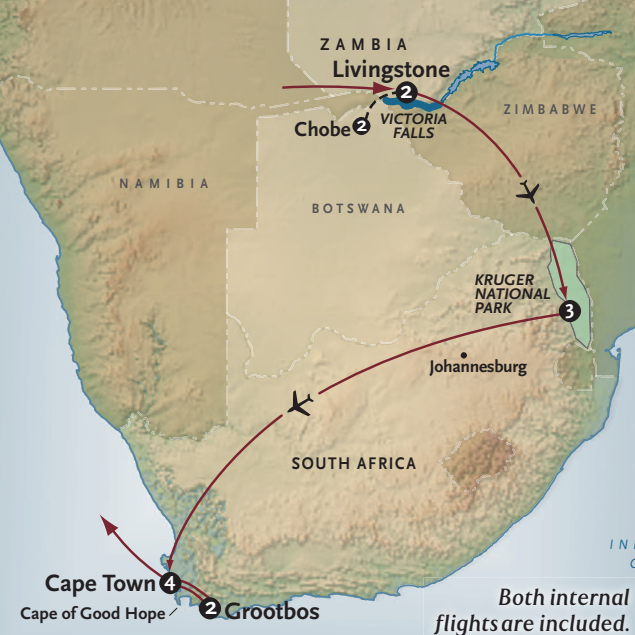 ZAMBIA
Livingstone
2
ZIMBABWE
VICTORIA
FALLS
Chobe 2
NAMIBIA
BOTSWANA
KRUGER
NATIONAL
PARK
3
Johannesburg
SOUTH AFRICA
IN
Cape Town 4
Cape of Good Hope
2 Grootbos
Both internal
flights are included.